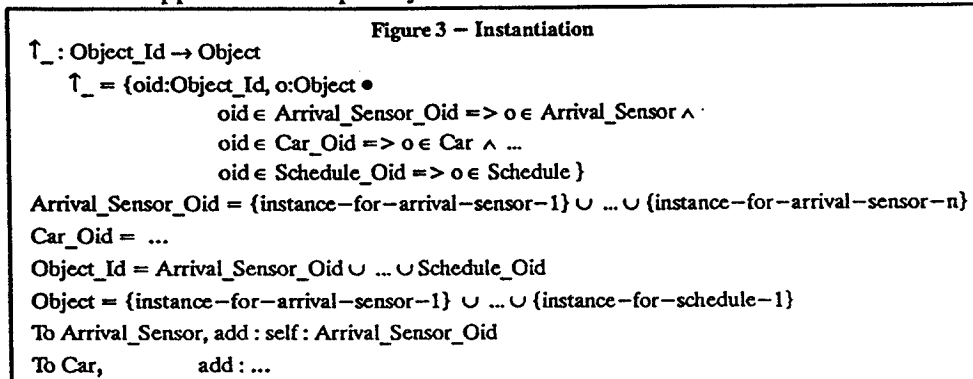 Figure 3 — Instantiation
↑_ : Object_Id → Object
↑_ = {oid:Object_Id, o:Object •
oid ∈ Arrival_Sensor_Oid => o ∈ Arrival_Sensor ∧
oid ∈ Car_Oid => o ∈ Car ∧ ...
oid ∈ Schedule_Oid => o ∈ Schedule }
Arrival_Sensor_Oid = {instance−for−arrival−sensor−1} ∪ ... ∪ {instance−for−arrival−sensor−n}
Car_Oid = ...
Object_Id = Arrival_Sensor_Oid ∪ ... ∪ Schedule_Oid
Object = {instance−for−arrival−sensor−1} ∪ ... ∪ {instance−for−schedule−1}
To Arrival_Sensor, add : self : Arrival_Sensor_Oid
To Car, add : ...